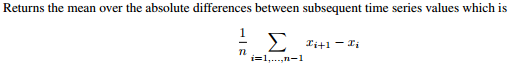 Returns the mean over the absolute differences between subsequent time series values which is
1/n ∑_{i=1,...,n−1} x_{i+1} − x_i